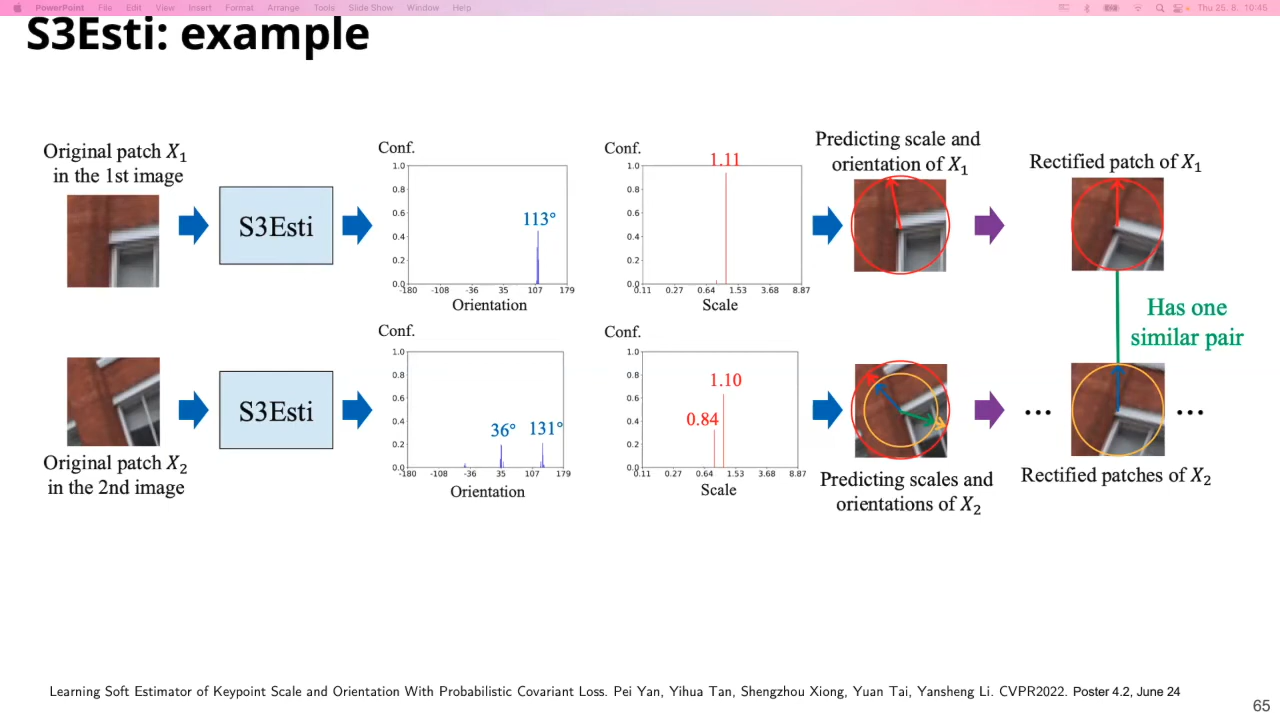 PowerPoint File Edit View Insert Format Arrange Tools Slide Show Window Help Thu 25. 8. 10:45
S3Esti: example
Original patch X1
in the 1st image
S3Esti
Conf.
1.0
0.8
0.6
0.4
0.2
0.0
113°
-180 -108 -36 35 107 179
Orientation
Conf.
1.0
0.8
0.6
0.4
0.2
0.0
1.11
0.11 0.27 0.64 1.53 3.68 8.87
Scale
Predicting scale and
orientation of X1
Rectified patch of X1
Has one
similar pair
Original patch X2
in the 2nd image
S3Esti
Conf.
1.0
0.8
0.6
0.4
0.2
0.0
36° 131°
-180 -108 -36 35 107 179
Orientation
Conf.
1.0
0.8
0.6
0.4
0.2
0.0
1.10
0.84
0.11 0.27 0.64 1.53 3.68 8.87
Scale
Predicting scales and
orientations of X2
... ...
Rectified patches of X2
Learning Soft Estimator of Keypoint Scale and Orientation With Probabilistic Covariant Loss. Pei Yan, Yihua Tan, Shengzhou Xiong, Yuan Tai, Yansheng Li. CVPR2022. Poster 4.2, June 24
65